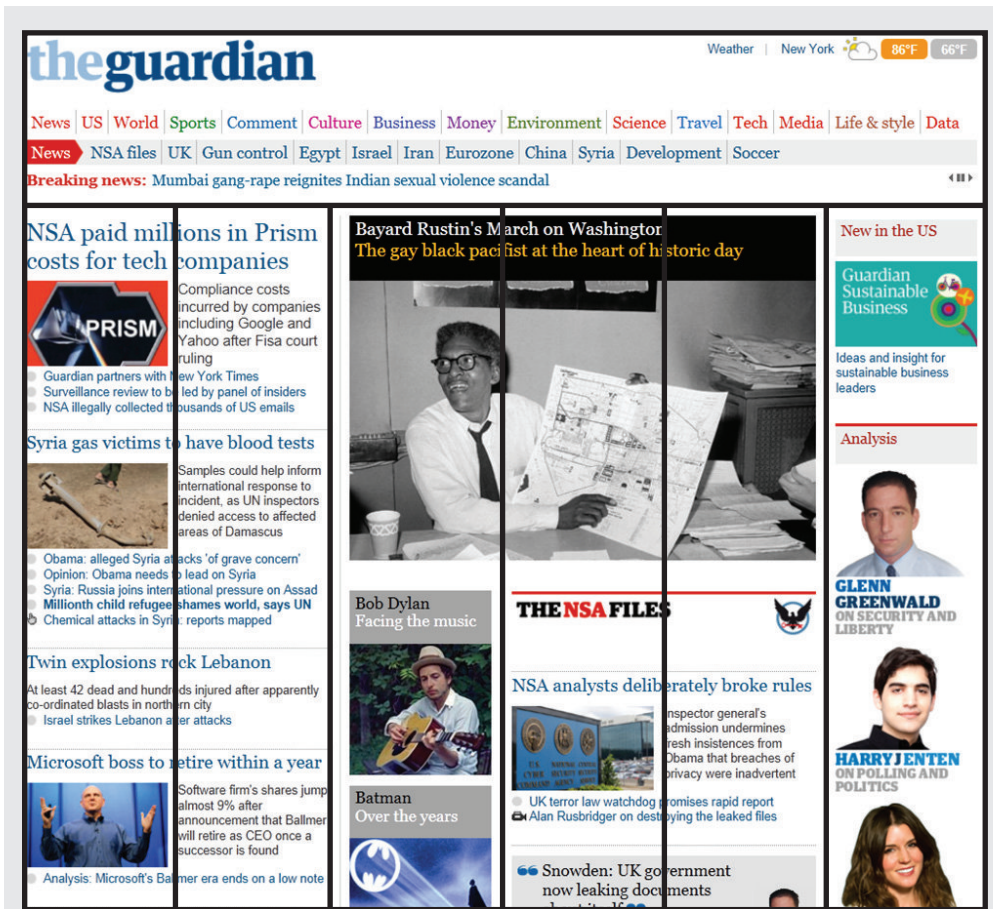 theguardian
Weather | New York 86°F 66°F
News US World Sports Comment Culture Business Money Environment Science Travel Tech Media Life & style Data
News NSA files UK Gun control Egypt Israel Iran Eurozone China Syria Development Soccer
Breaking news: Mumbai gang-rape reignites Indian sexual violence scandal
NSA paid millions in Prism
costs for tech companies
PRISM
Compliance costs
incurred by companies
including Google and
Yahoo after Fisa court
ruling
Guardian partners with New York Times
Surveillance review to be led by panel of insiders
NSA illegally collected thousands of US emails
Syria gas victims to have blood tests
Samples could help inform
international response to
incident, as UN inspectors
denied access to affected
areas of Damascus
Obama: alleged Syria attacks 'of grave concern'
Opinion: Obama needs to lead on Syria
Syria: Russia joins international pressure on Assad
Millionth child refugee shames world, says UN
Chemical attacks in Syria: reports mapped
Twin explosions rock Lebanon
At least 42 dead and hundreds injured after apparently
co-ordinated blasts in northern city
Israel strikes Lebanon after attacks
Microsoft boss to retire within a year
Software firm's shares jump
almost 9% after
announcement that Ballmer
will retire as CEO once a
successor is found
Analysis: Microsoft's Ballmer era ends on a low note
Bayard Rustin's March on Washington
The gay black pacifist at the heart of historic day
Bob Dylan
Facing the music
Batman
Over the years
THE NSA FILES
NSA analysts deliberately broke rules
Inspector general's
admission undermines
fresh insistences from
Obama that breaches of
privacy were inadvertent
UK terror law watchdog promises rapid report
Alan Rusbridger on destroying the leaked files
Snowden: UK government
now leaking documents
about itself
New in the US
Guardian
Sustainable
Business
Ideas and insight for
sustainable business
leaders
Analysis
GLENN
GREENWALD
ON SECURITY AND
LIBERTY
HARRY J ENTEN
ON POLLING AND
POLITICS